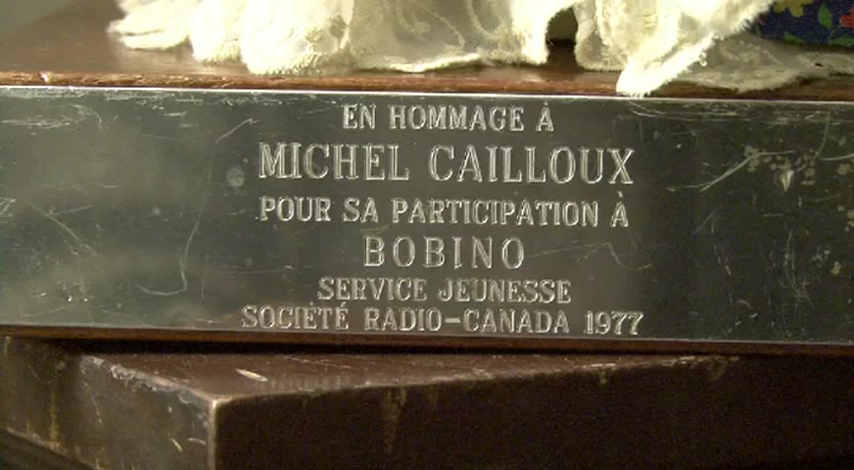 EN HOMMAGE À
MICHEL CAILLOUX
POUR SA PARTICIPATION À
BOBINO
SERVICE JEUNESSE
SOCIÉTÉ RADIO-CANADA 1977